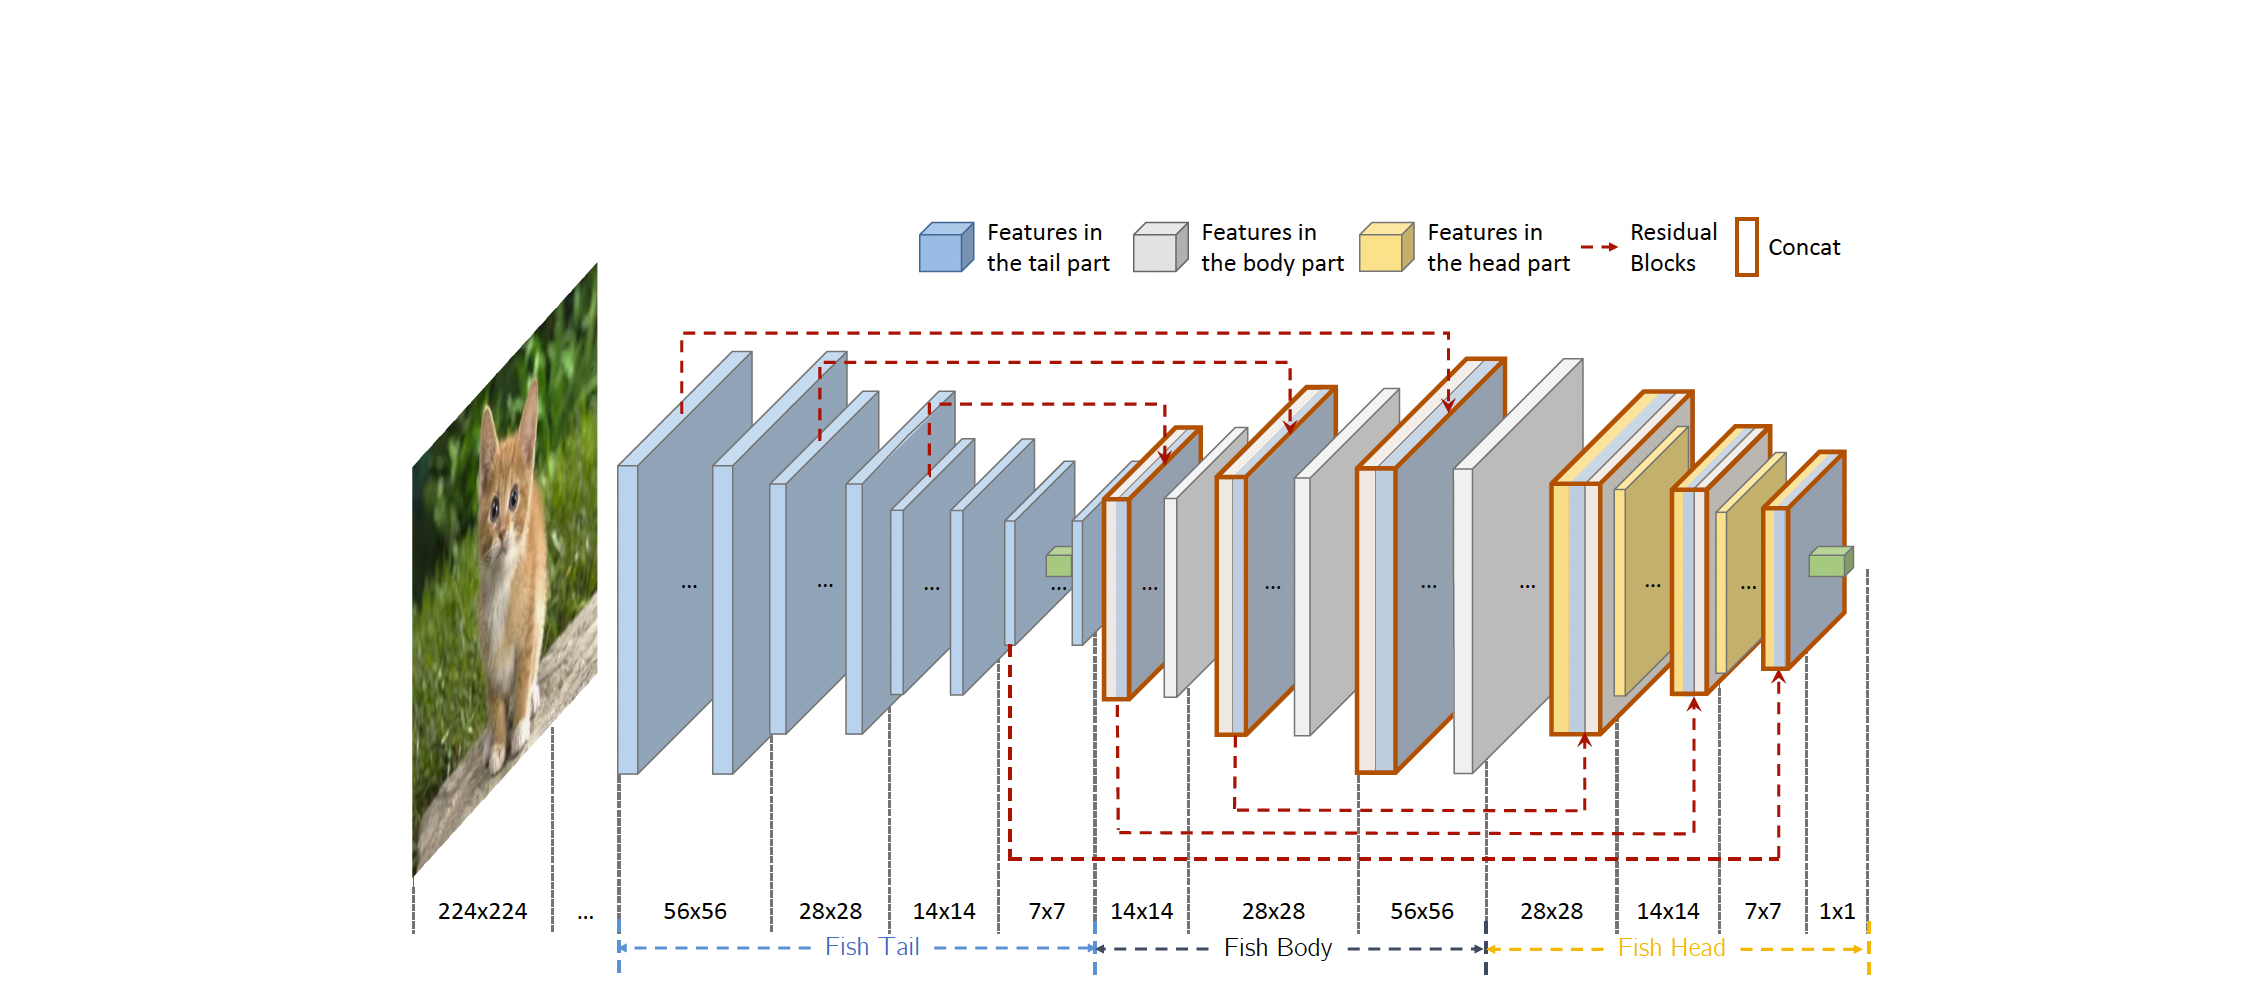 Features in
the tail part
Features in
the body part
Features in
the head part
Residual
Blocks
Concat
...
...
...
...
...
...
...
...
...
...
224x224
...
56x56
28x28
14x14
7x7
14x14
28x28
56x56
28x28
14x14
7x7
1x1
Fish Tail
Fish Body
Fish Head